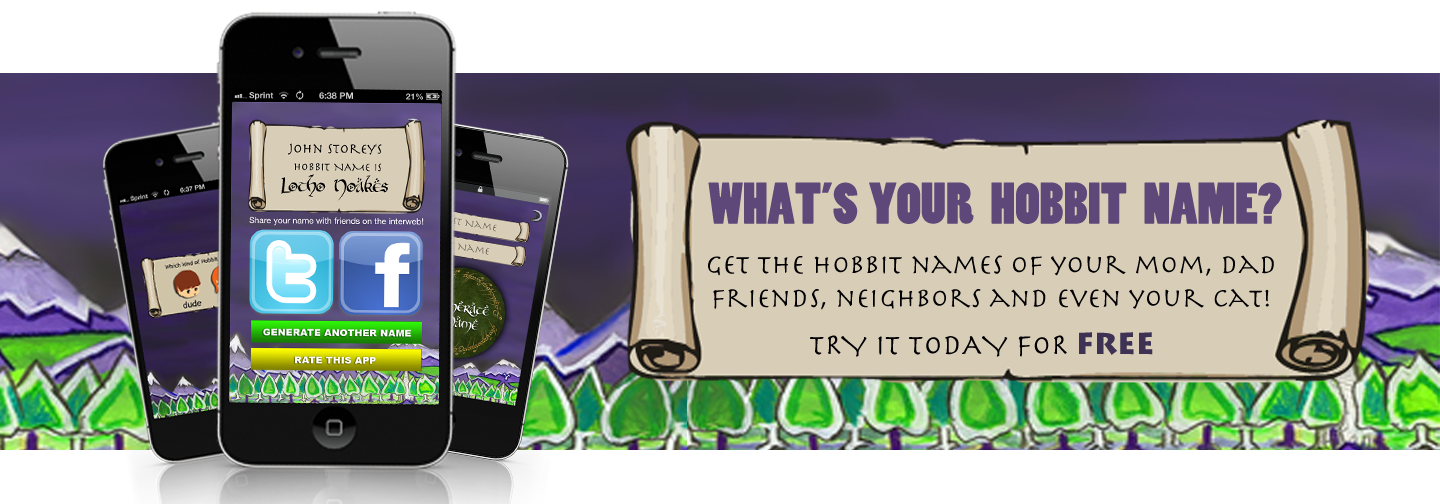 Sprint 6:38 PM 21%
JOHN STOREYS
HOBBIT NAME IS
Lotho Noakes
Share your name with friends on the interweb!
t f
GENERATE ANOTHER NAME
RATE THIS APP
Sprint 6:37 PM
Which kind of Hobbit
dude
ST NAME
NAME
WHAT'S YOUR HOBBIT NAME?
GET THE HOBBIT NAMES OF YOUR MOM, DAD
FRIENDS, NEIGHBORS AND EVEN YOUR CAT!
TRY IT TODAY FOR FREE